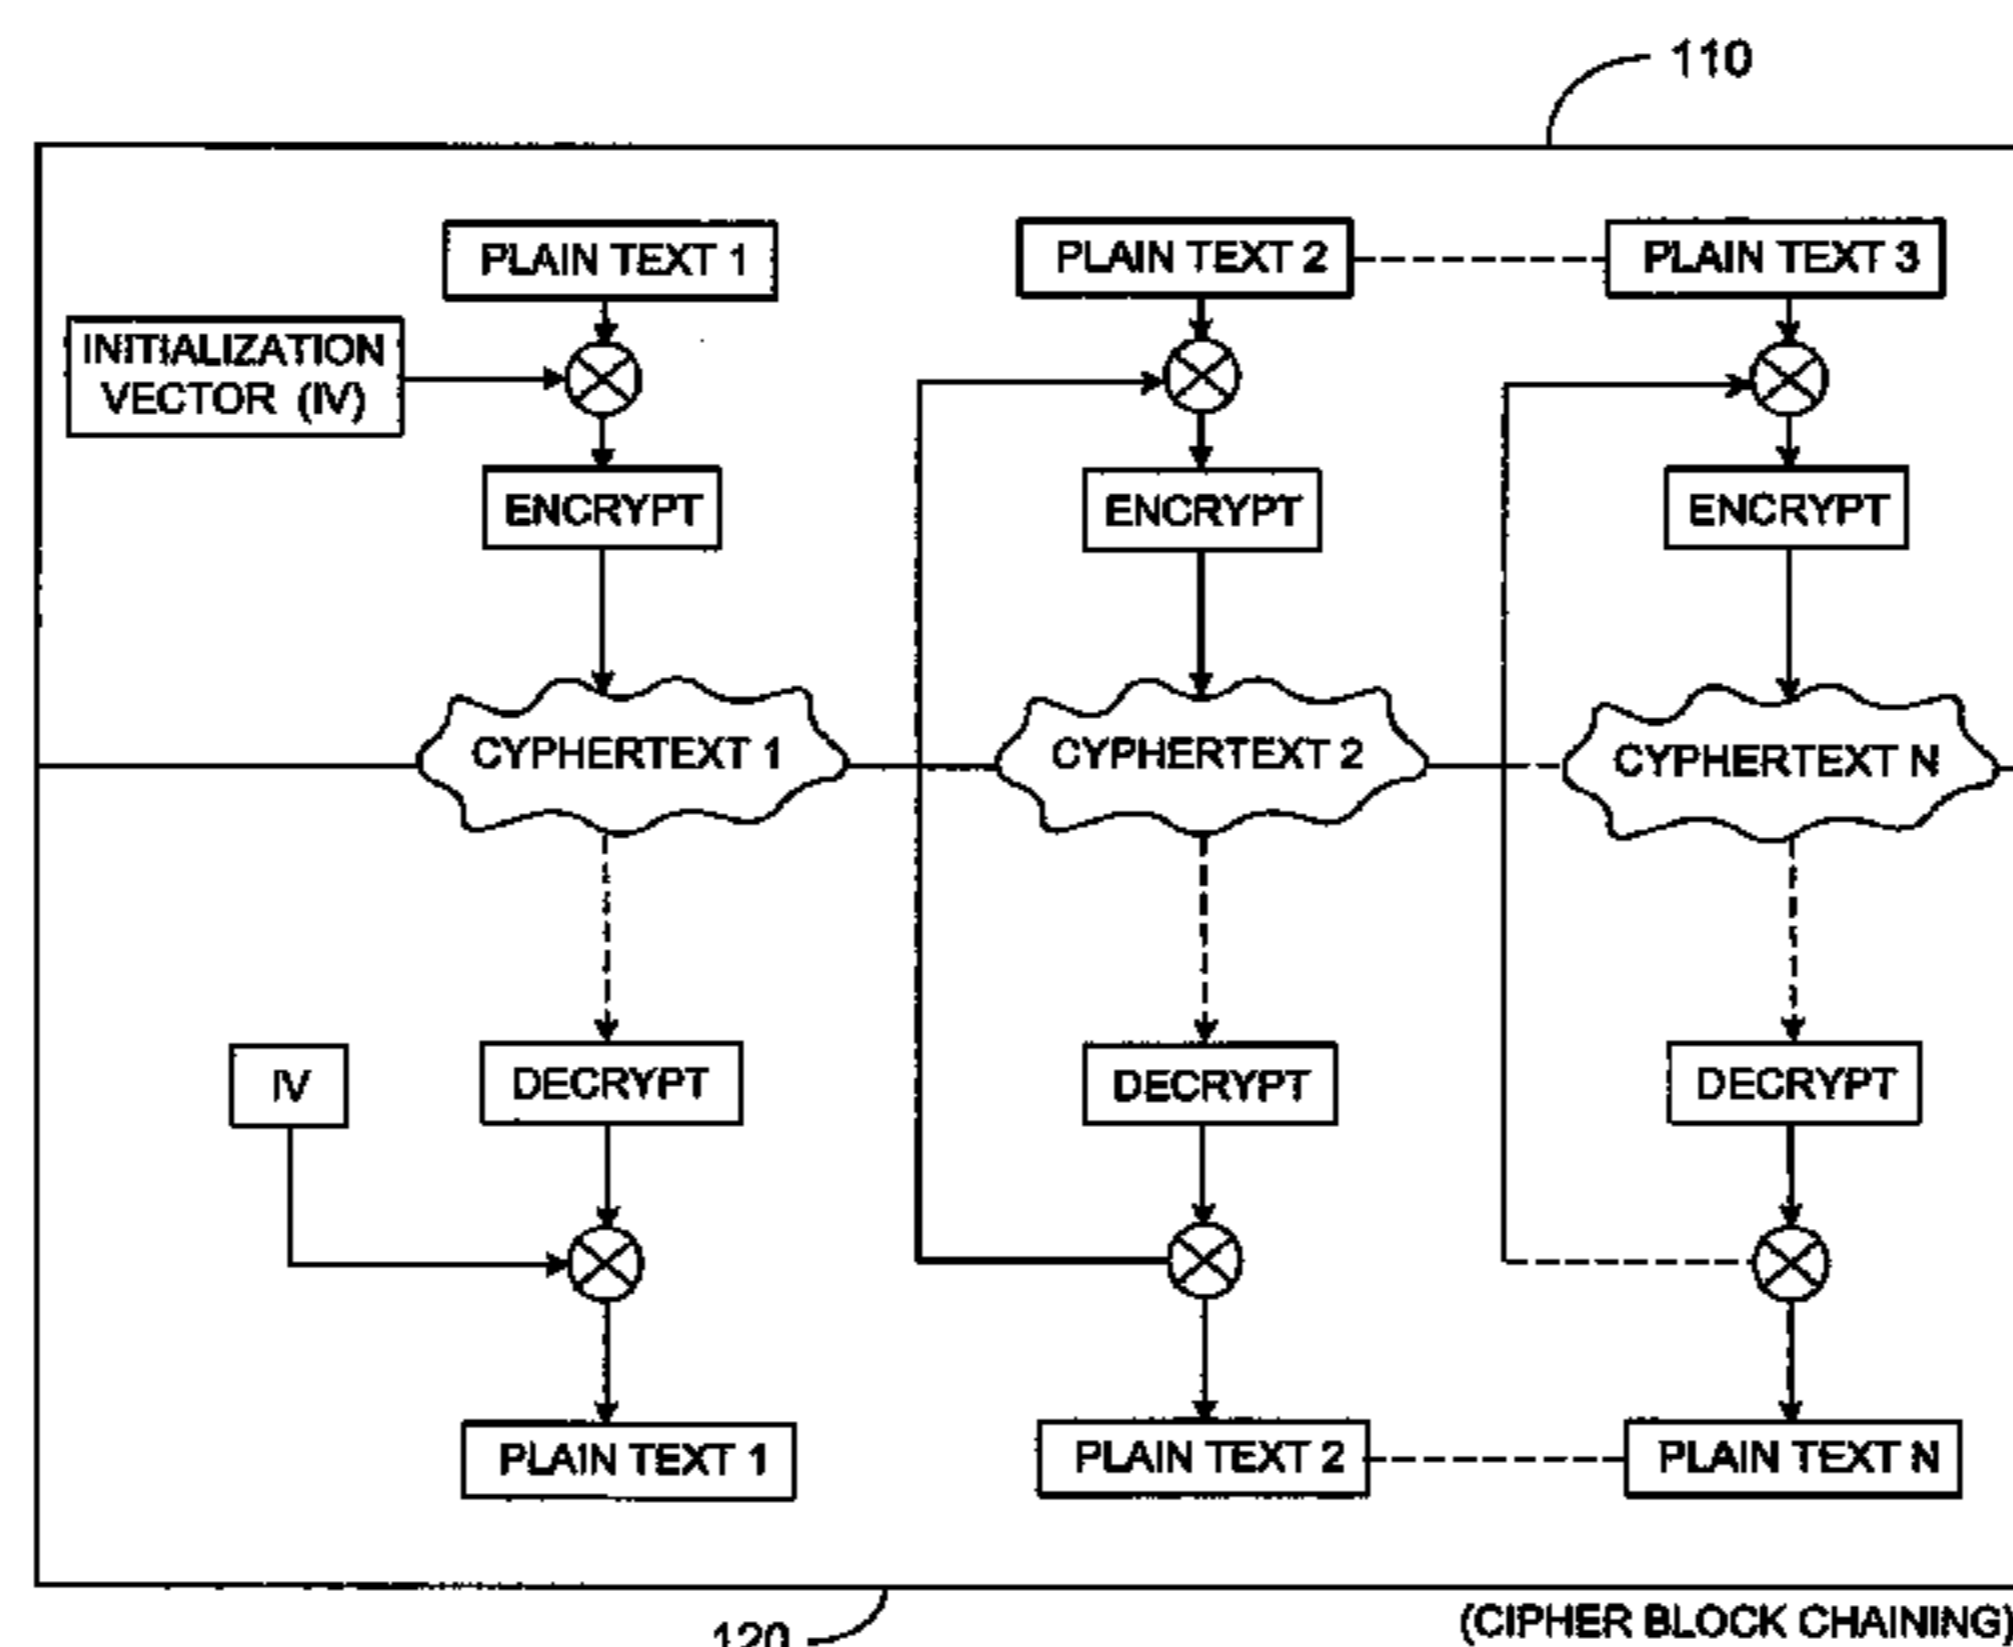 110
PLAIN TEXT 1
PLAIN TEXT 2
PLAIN TEXT 3
INITIALIZATION
VECTOR (IV)
ENCRYPT
ENCRYPT
ENCRYPT
CYPHERTEXT 1
CYPHERTEXT 2
CYPHERTEXT N
IV
DECRYPT
DECRYPT
DECRYPT
PLAIN TEXT 1
PLAIN TEXT 2
PLAIN TEXT N
120
(CIPHER BLOCK CHAINING)